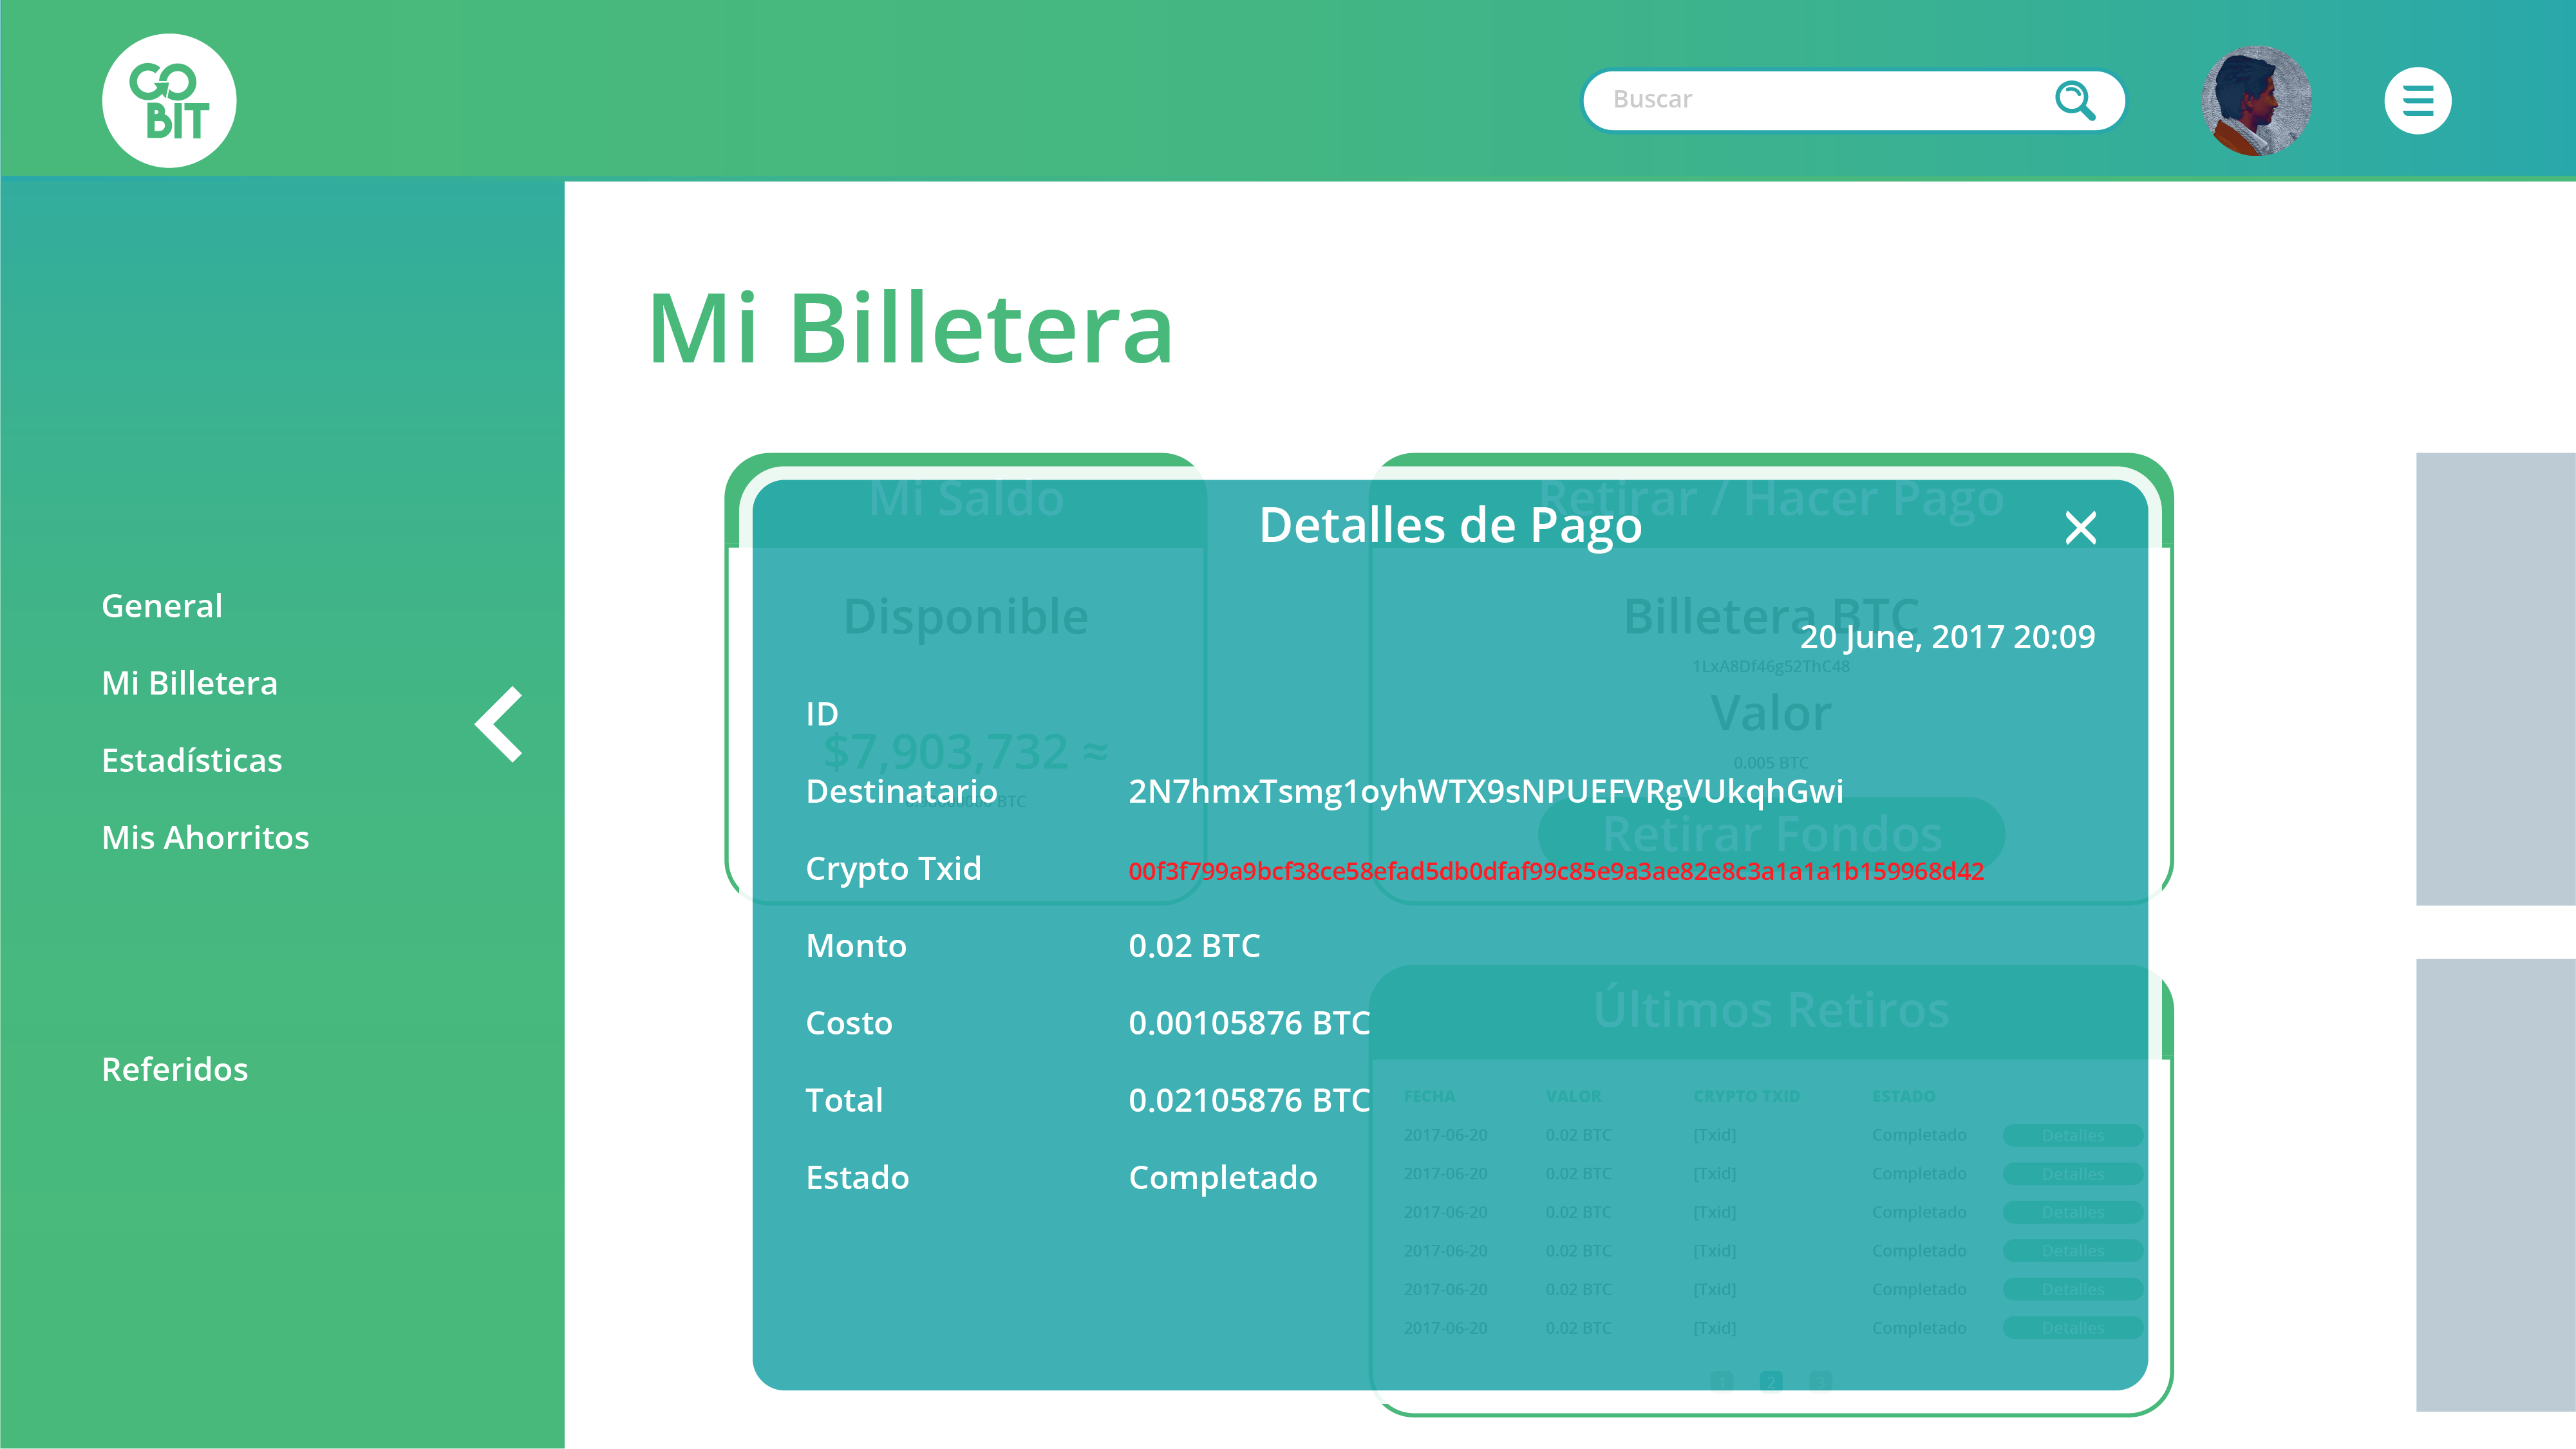 GO
BIT
Buscar
Mi Billetera
General
Mi Billetera
Estadísticas
Mis Ahorritos
Referidos
Mi Saldo
Retirar / Hacer Pago
Detalles de Pago
Disponible
Billetera BTC
20 June, 2017 20:09
1LxA8Df46g52ThC48
ID
Valor
$7,903,732 ≈
0.005 BTC
Destinatario 2N7hmxTsmg1oyhWTX9sNPUEFVRgVUkqhGwi
BTC
Retirar Fondos
Crypto Txid 00f3f799a9bcf38ce58efad5db0dfaf99c85e9a3ae82e8c3a1a1a1b159968d42
Monto 0.02 BTC
Últimos Retiros
Costo 0.00105876 BTC
Total 0.02105876 BTC
FECHA VALOR CRYPTO TXID ESTADO
2017-06-20 0.02 BTC [Txid] Completado Detalles
Estado Completado
2017-06-20 0.02 BTC [Txid] Completado Detalles
2017-06-20 0.02 BTC [Txid] Completado Detalles
2017-06-20 0.02 BTC [Txid] Completado Detalles
2017-06-20 0.02 BTC [Txid] Completado Detalles
2017-06-20 0.02 BTC [Txid] Completado Detalles
1 2 3